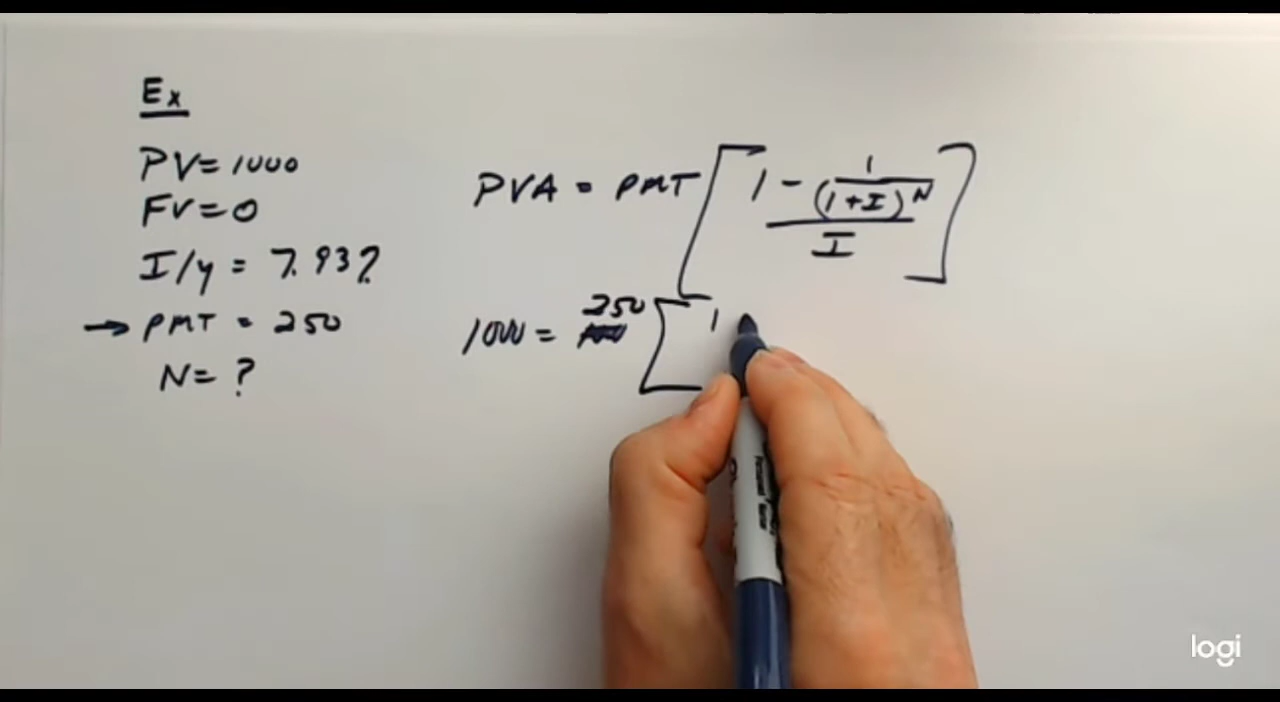 Ex
PV=1000
FV=0
I/y = 7.93%
→ PMT = 250
N= ?
PVA = PMT [ 1 - 1/(1+I)^N / I ]
1000 = 250 [ 1
logi